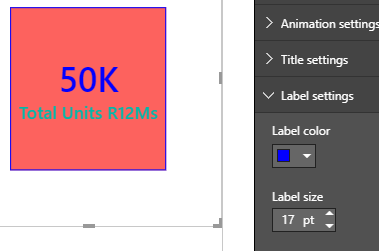 50K
Total Units R12Ms
Animation settings
Title settings
Label settings
Label color
Label size
17 pt